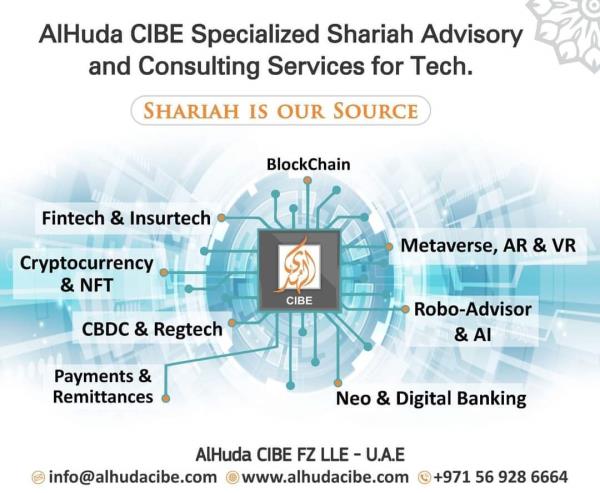 AlHuda CIBE Specialized Shariah Advisory
and Consulting Services for Tech.
SHARIAH IS OUR SOURCE
BlockChain
Fintech & Insurtech
Metaverse, AR & VR
Cryptocurrency
& NFT
الهدى
CIBE
CBDC & Regtech
Robo-Advisor
& AI
Payments &
Remittances
Neo & Digital Banking
AlHuda CIBE FZ LLE - U.A.E
info@alhudacibe.com www.alhudacibe.com +971 56 928 6664